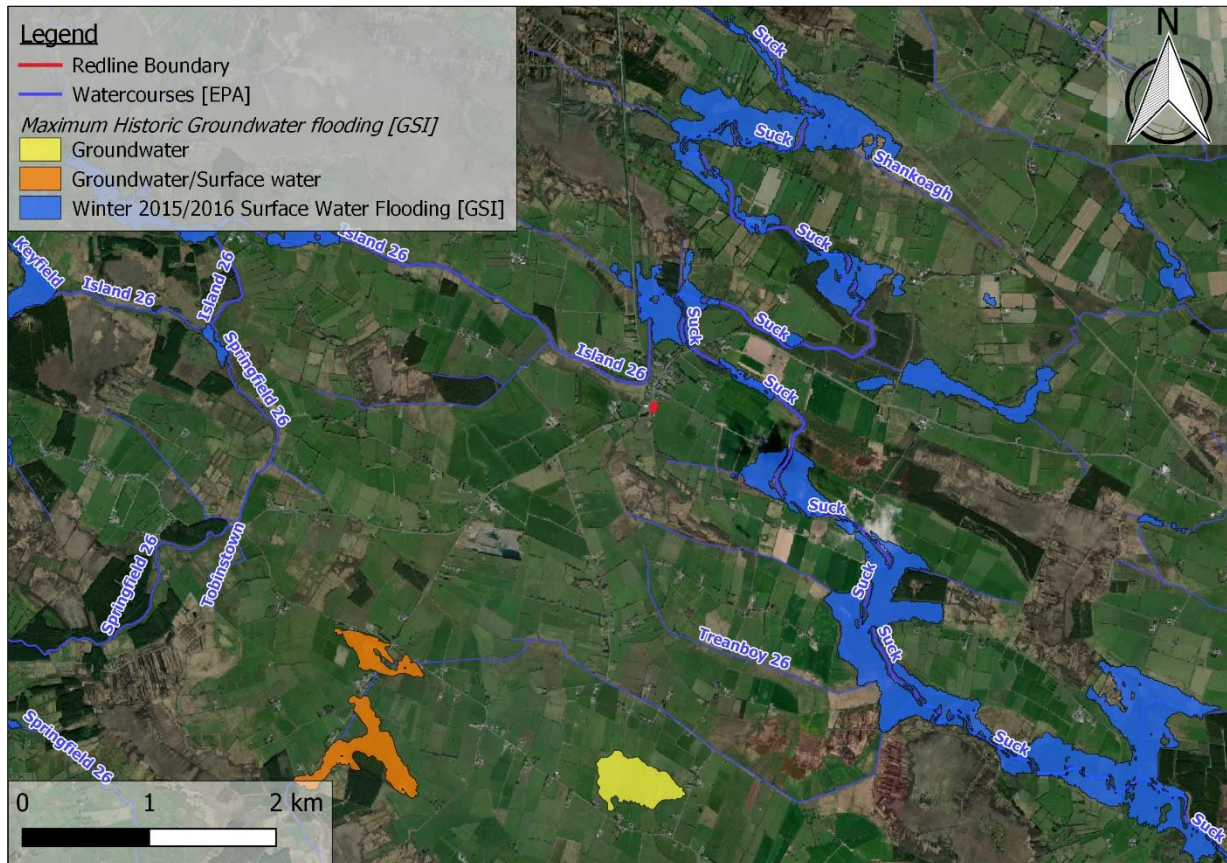 Legend
Redline Boundary
Watercourses [EPA]
Maximum Historic Groundwater flooding [GSI]
Groundwater
Groundwater/Surface water
Winter 2015/2016 Surface Water Flooding [GSI]
N
Suck
Suck
Shankoagh
Suck
Keyfield
Island 26
Island 26
Island 26
Suck
Suck
Springfield 26
Island 26
Suck
Suck
Springfield 26
Tobinstown
Suck
Treanboy 26
Suck
Springfield 26
Suck
Suck
0 1 2 km